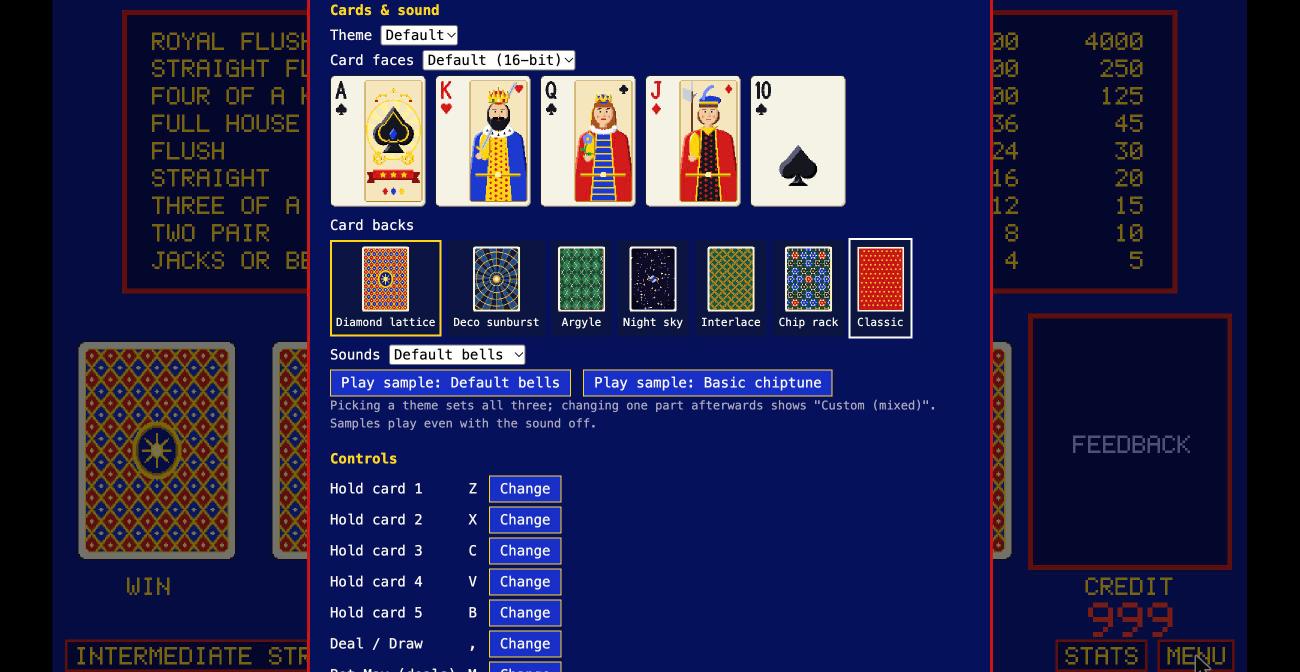 Cards & sound
Theme Default
Card faces Default (16-bit)
A K Q J 10
Card backs
Diamond lattice Deco sunburst Argyle Night sky Interlace Chip rack Classic
Sounds Default bells
Play sample: Default bells Play sample: Basic chiptune
Picking a theme sets all three; changing one part afterwards shows "Custom (mixed)".
Samples play even with the sound off.
Controls
Hold card 1 Z Change
Hold card 2 X Change
Hold card 3 C Change
Hold card 4 V Change
Hold card 5 B Change
Deal / Draw , Change
ROYAL FLUSH 00 4000
STRAIGHT FL 00 250
FOUR OF A 00 125
FULL HOUSE 36 45
FLUSH 24 30
STRAIGHT 16 20
THREE OF A 12 15
TWO PAIR 8 10
JACKS OR BE 4 5
FEEDBACK
WIN
CREDIT
999
INTERMEDIATE STR
STATS MENU